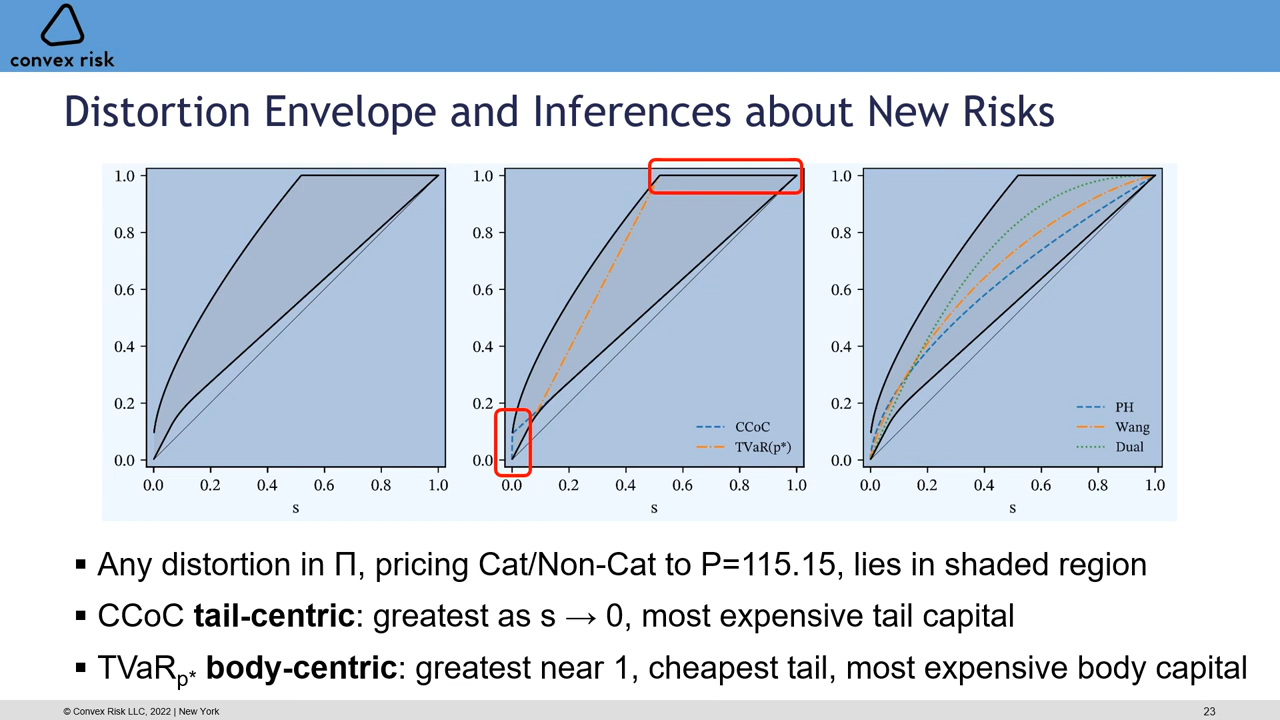 convex risk
Distortion Envelope and Inferences about New Risks
1.0
0.8
0.6
0.4
0.2
0.0
0.0 0.2 0.4 0.6 0.8 1.0
s
1.0
0.8
0.6
0.4
0.2
0.0
CCoC
TVaR(p*)
0.0 0.2 0.4 0.6 0.8 1.0
s
1.0
0.8
0.6
0.4
0.2
0.0
PH
Wang
Dual
0.0 0.2 0.4 0.6 0.8 1.0
s
▪ Any distortion in Π, pricing Cat/Non-Cat to P=115.15, lies in shaded region
▪ CCoC tail-centric: greatest as s → 0, most expensive tail capital
▪ TVaRp* body-centric: greatest near 1, cheapest tail, most expensive body capital
© Convex Risk LLC, 2022 | New York
23